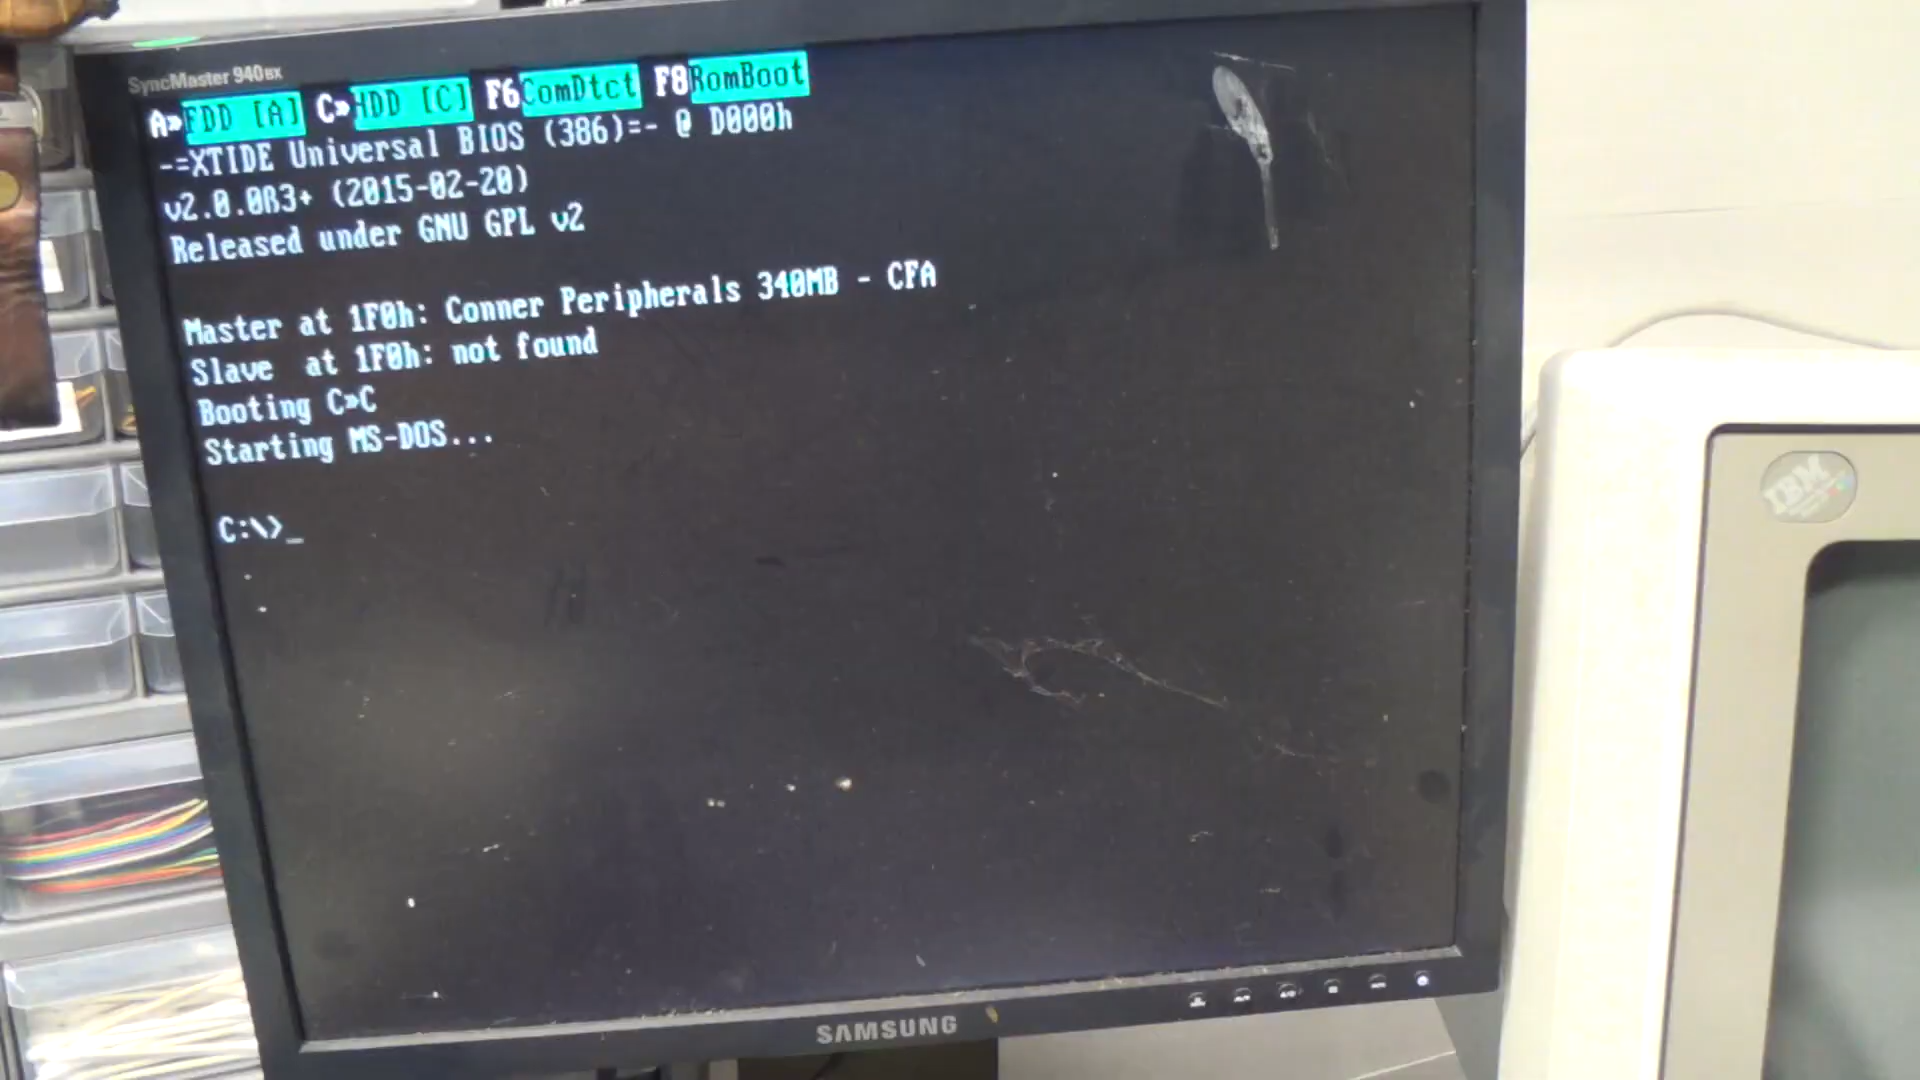 SyncMaster 940BX
A»FDD [A] C»HDD [C] F6ComDtct F8RomBoot
-=XTIDE Universal BIOS (386)=- @ D000h
v2.0.0ß3+ (2015-02-20)
Released under GNU GPL v2
Master at 1F0h: Conner Peripherals 340MB - CFA
Slave  at 1F0h: not found
Booting C»C
Starting MS-DOS...
C:\>_
IBM
SAMSUNG